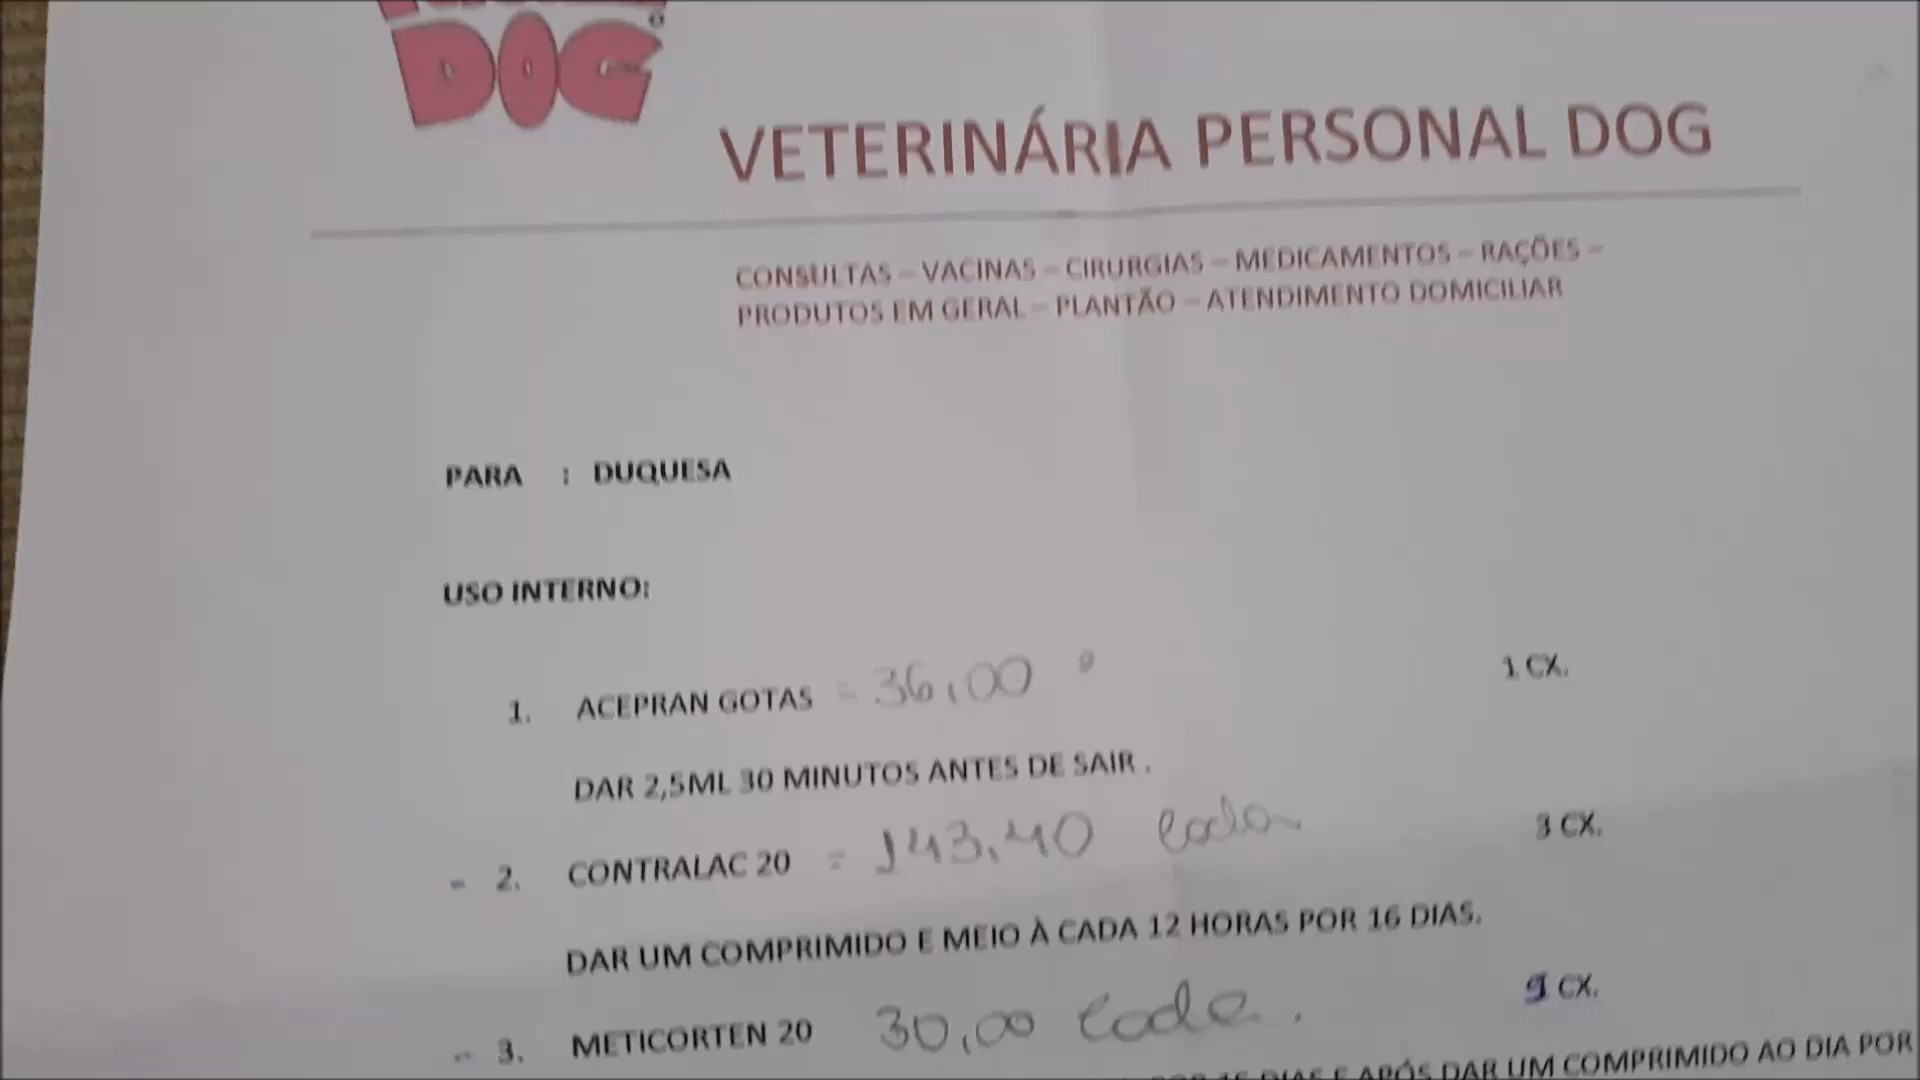 DOG
VETERINÁRIA PERSONAL DOG
CONSULTAS – VACINAS – CIRURGIAS – MEDICAMENTOS – RAÇÕES –
PRODUTOS EM GERAL – PLANTÃO – ATENDIMENTO DOMICILIAR
PARA : DUQUESA
USO INTERNO:
1. ACEPRAN GOTAS = 36,00 1 CX.
DAR 2,5ML 30 MINUTOS ANTES DE SAIR .
- 2. CONTRALAC 20 = 143,40 cada 3 CX.
DAR UM COMPRIMIDO E MEIO À CADA 12 HORAS POR 16 DIAS.
- 3. METICORTEN 20 30,00 cada. CX.
DIAS E APÓS DAR UM COMPRIMIDO AO DIA POR